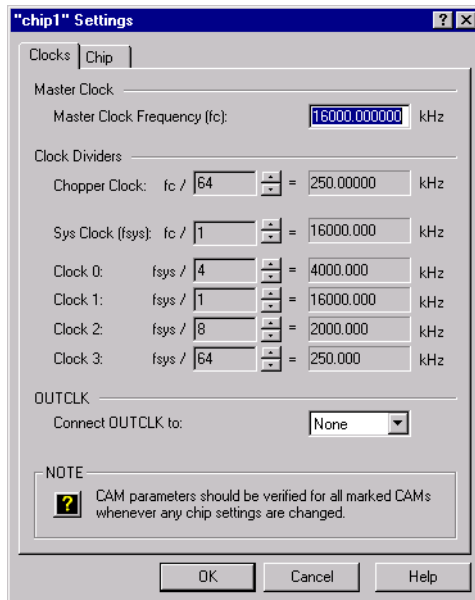 "chip1" Settings
Clocks Chip
Master Clock
Master Clock Frequency (fc): 16000.000000 kHz
Clock Dividers
Chopper Clock: fc / 64 = 250.00000 kHz
Sys Clock (fsys): fc / 1 = 16000.000 kHz
Clock 0: fsys / 4 = 4000.000 kHz
Clock 1: fsys / 1 = 16000.000 kHz
Clock 2: fsys / 8 = 2000.000 kHz
Clock 3: fsys / 64 = 250.000 kHz
OUTCLK
Connect OUTCLK to: None
NOTE
CAM parameters should be verified for all marked CAMs
whenever any chip settings are changed.
OK Cancel Help